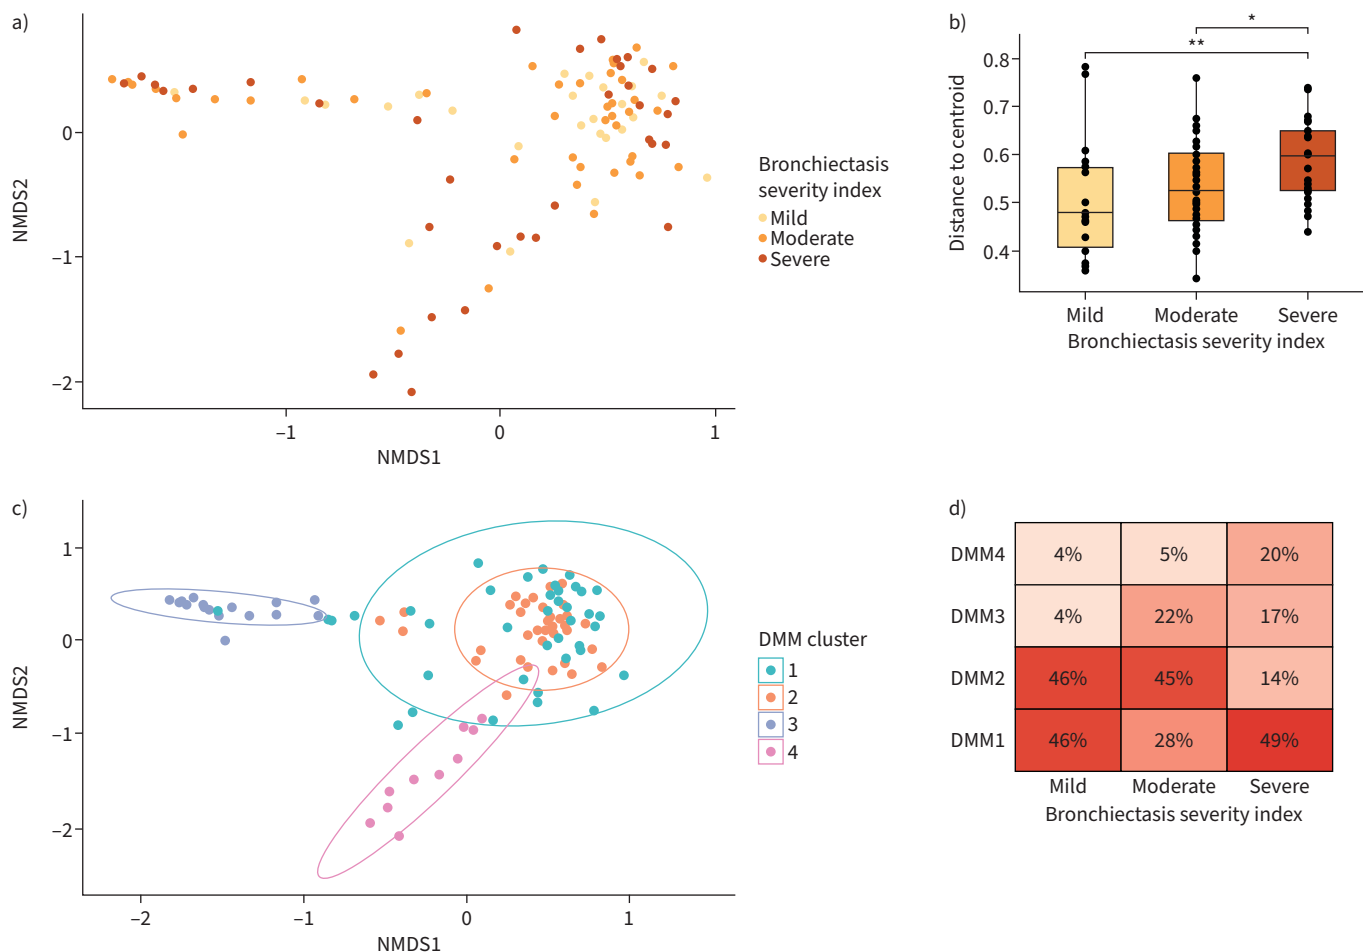 a)
0
−1
−2
NMDS2
−1
0
1
NMDS1
Bronchiectasis
severity index
Mild
Moderate
Severe
b)
*
**
0.8
0.7
0.6
0.5
0.4
Distance to centroid
Mild
Moderate
Severe
Bronchiectasis severity index
c)
1
0
−1
−2
NMDS2
−2
−1
0
1
NMDS1
DMM cluster
1
2
3
4
d)
DMM4 4% 5% 20%
DMM3 4% 22% 17%
DMM2 46% 45% 14%
DMM1 46% 28% 49%
Mild Moderate Severe
Bronchiectasis severity index